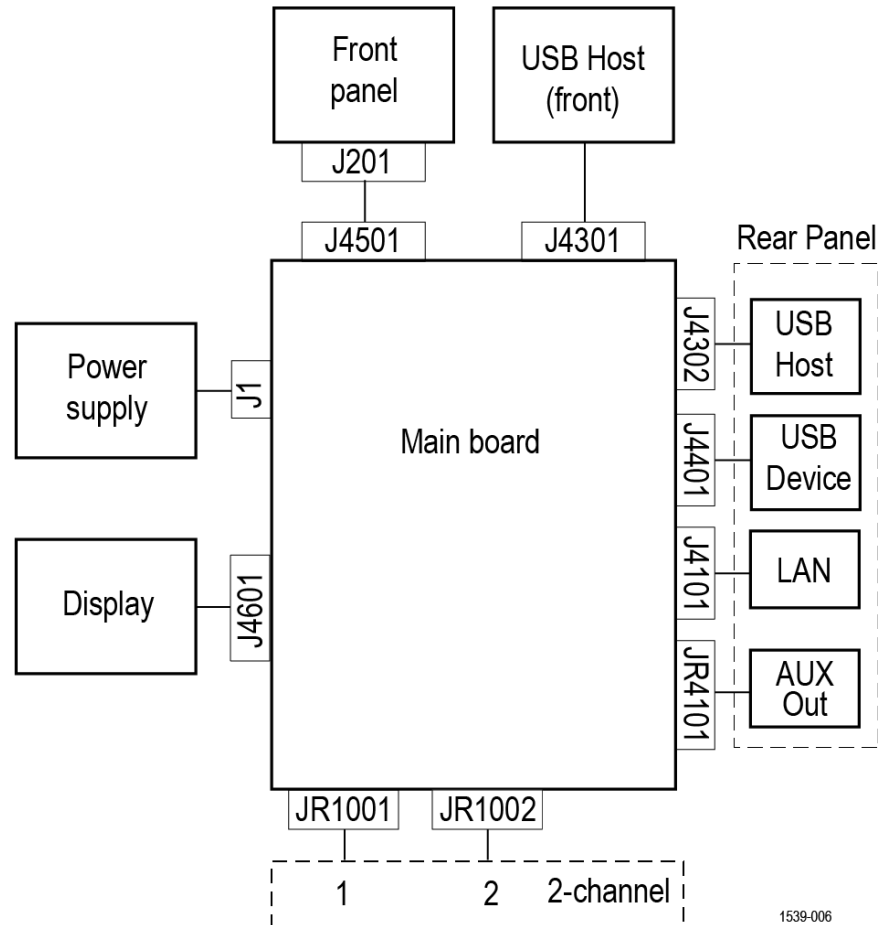 Front
panel
USB Host
(front)
J201
J4501
J4301
Rear Panel
J4302
USB
Host
Power
supply
J1
Main board
J4401
USB
Device
J4101
LAN
Display
J4601
JR4101
AUX
Out
JR1001
JR1002
1
2
2-channel
1539-006